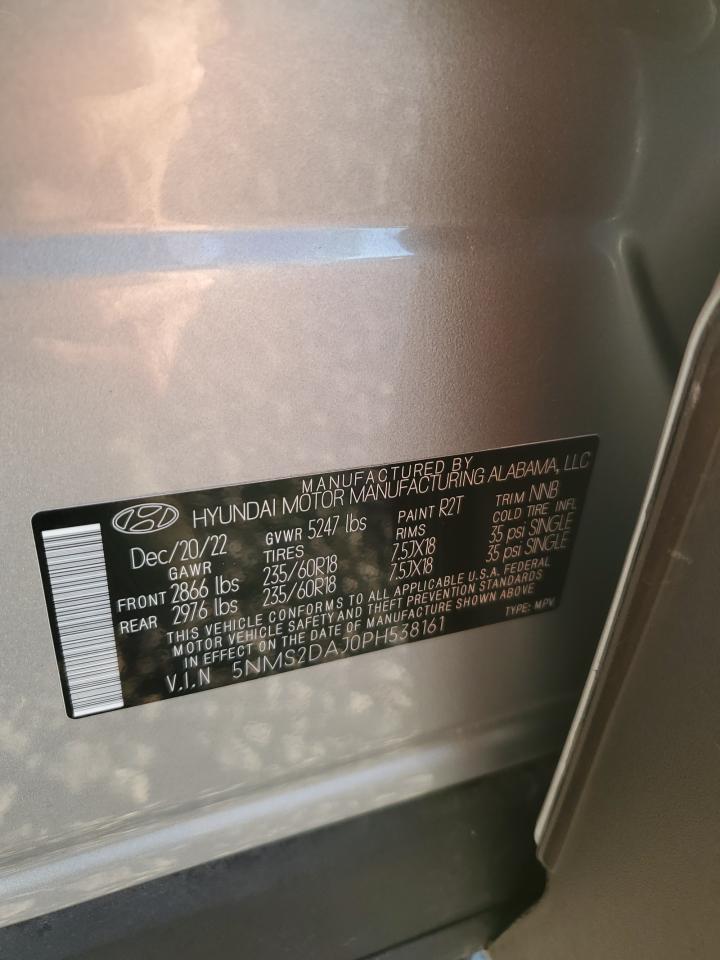 MANUFACTURED BY
HYUNDAI MOTOR MANUFACTURING ALABAMA, LLC
Dec/20/22 GVWR 5247 lbs PAINT R2T TRIM NNB
GAWR TIRES RIMS COLD TIRE INFL
FRONT 2866 lbs 235/60R18 7.5JX18 35 psi SINGLE
REAR 2976 lbs 235/60R18 7.5JX18 35 psi SINGLE
THIS VEHICLE CONFORMS TO ALL APPLICABLE U.S.A. FEDERAL
MOTOR VEHICLE SAFETY AND THEFT PREVENTION STANDARDS
IN EFFECT ON THE DATE OF MANUFACTURE SHOWN ABOVE
V.I.N 5NMS2DAJ0PH538161 TYPE: MPV